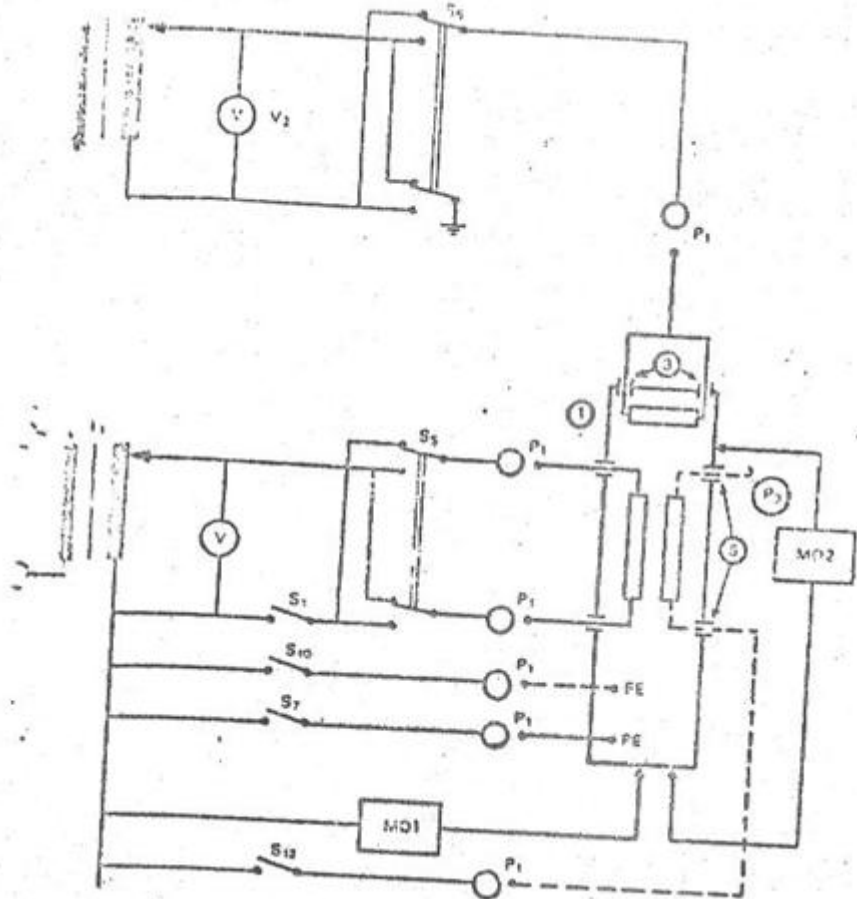 S₅
V V₂
P₁
3
1
S₅ P₁
P₂
V 5 MD2
S₁ P₁
S₁₀ P₁ FE
S₇ P₁ FE
MD1
S₁₂ P₁